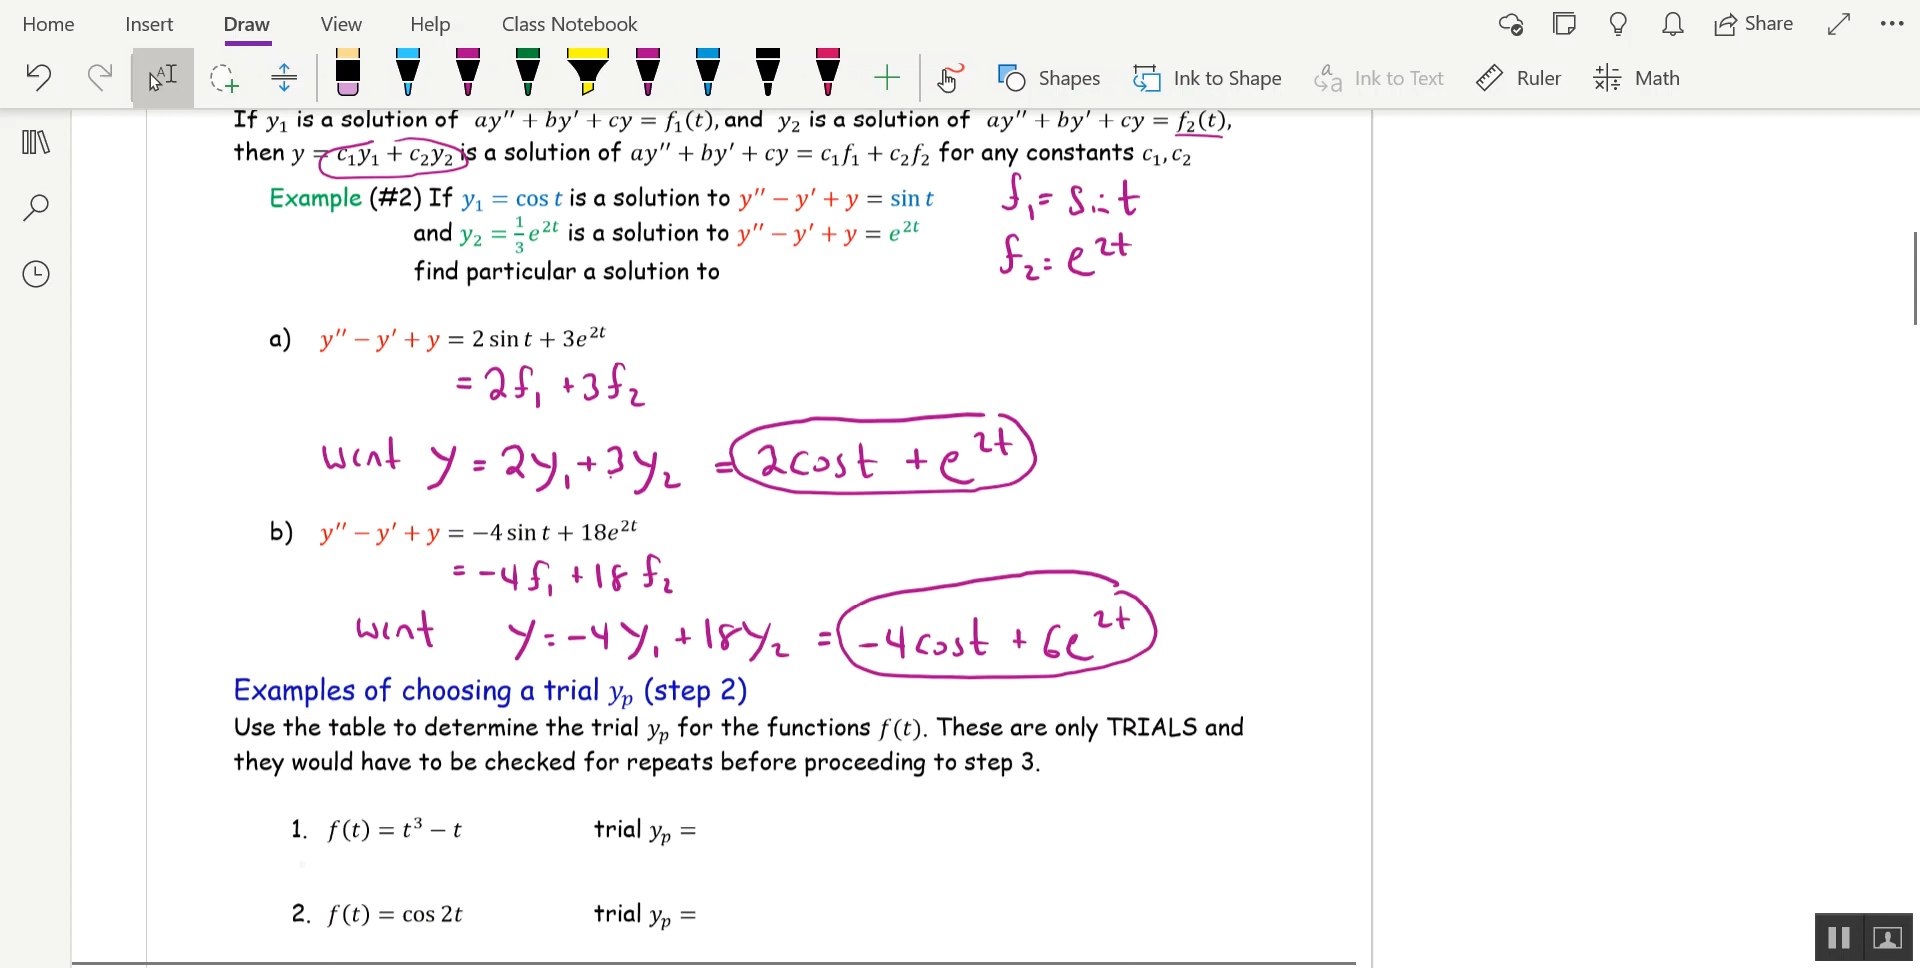 Home Insert Draw View Help Class Notebook Share
Shapes Ink to Shape Ink to Text Ruler Math
If y₁ is a solution of ay″ + by′ + cy = f₁(t), and y₂ is a solution of ay″ + by′ + cy = f₂(t),
then y = c₁y₁ + c₂y₂ is a solution of ay″ + by′ + cy = c₁f₁ + c₂f₂ for any constants c₁, c₂
Example (#2) If y₁ = cos t is a solution to y″ − y′ + y = sin t
f₁ = sin t
and y₂ = 1/3 e^{2t} is a solution to y″ − y′ + y = e^{2t}
f₂ = e^{2t}
find particular a solution to
a) y″ − y′ + y = 2 sin t + 3e^{2t}
= 2f₁ + 3f₂
want y = 2y₁ + 3y₂ = 2cost + e^{2t}
b) y″ − y′ + y = −4 sin t + 18e^{2t}
= −4f₁ + 18f₂
want y = −4y₁ + 18y₂ = −4cost + 6e^{2t}
Examples of choosing a trial yₚ (step 2)
Use the table to determine the trial yₚ for the functions f(t). These are only TRIALS and
they would have to be checked for repeats before proceeding to step 3.
1. f(t) = t³ − t trial yₚ =
2. f(t) = cos 2t trial yₚ =